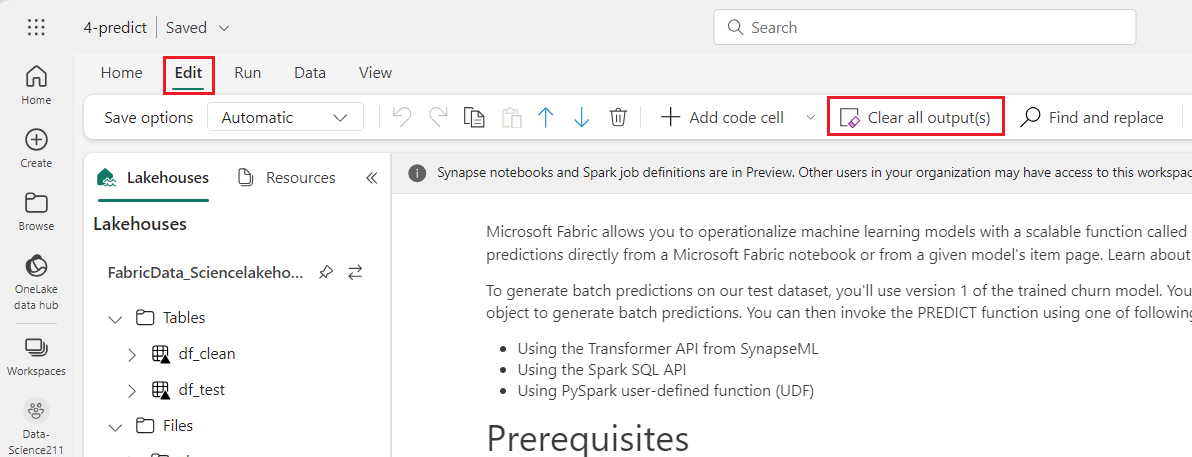 4-predict
Saved
Search
Home
Edit
Run
Data
View
Save options
Automatic
Add code cell
Clear all output(s)
Find and replace
Home
Create
Browse
OneLake
data hub
Workspaces
Data-
Science211
Lakehouses
Resources
Lakehouses
FabricData_Sciencelakeho...
Tables
df_clean
df_test
Files
Synapse notebooks and Spark job definitions are in Preview. Other users in your organization may have access to this workspac
Microsoft Fabric allows you to operationalize machine learning models with a scalable function called
predictions directly from a Microsoft Fabric notebook or from a given model's item page. Learn about
To generate batch predictions on our test dataset, you'll use version 1 of the trained churn model. You
object to generate batch predictions. You can then invoke the PREDICT function using one of following
• Using the Transformer API from SynapseML
• Using the Spark SQL API
• Using PySpark user-defined function (UDF)
Prerequisites